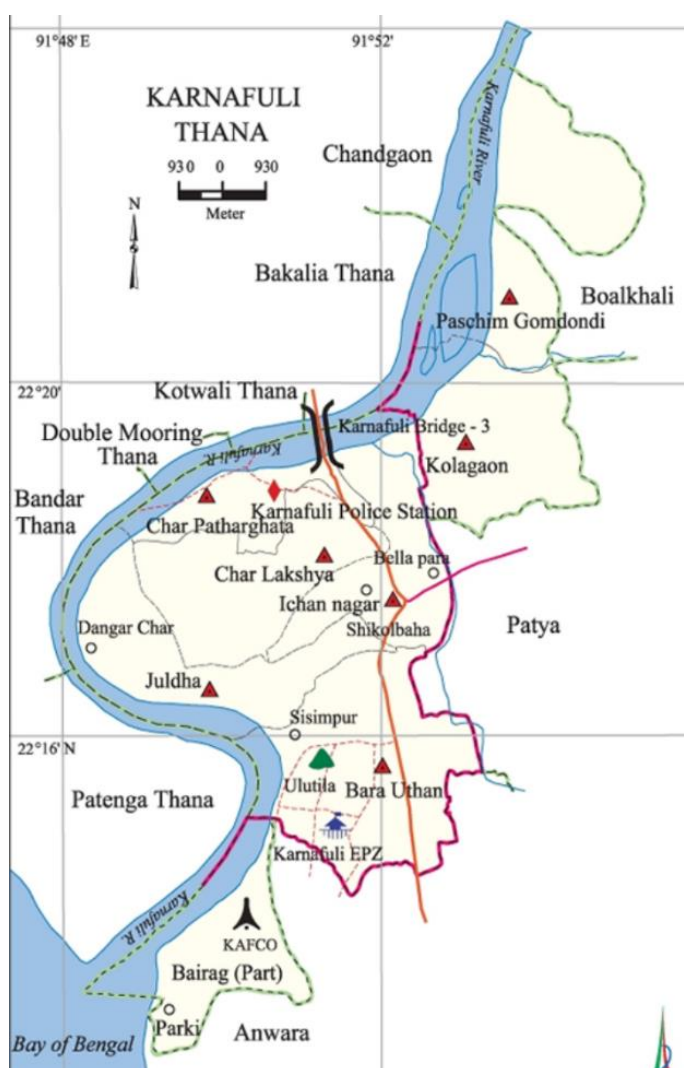 91°48' E
91°52'
KARNAFULI
THANA
930 0 930
Meter
N
Karnafuli River
Chandgaon
Bakalia Thana
Boalkhali
Paschim Gomdondi
22°20'
Kotwali Thana
Karnafuli Bridge - 3
Double Mooring
Thana
Karnafuli R.
Kolagaon
Bandar
Thana
Char Patharghata
Karnafuli Police Station
Char Lakshya
Bella para
Ichan nagar
Shikolbaha
Patya
Dangar Char
Juldha
Sisimpur
22°16'N
Ulutila
Bara Uthan
Patenga Thana
Karnafuli EPZ
Karnafuli R.
KAFCO
Bairag (Part)
Parki
Anwara
Bay of Bengal